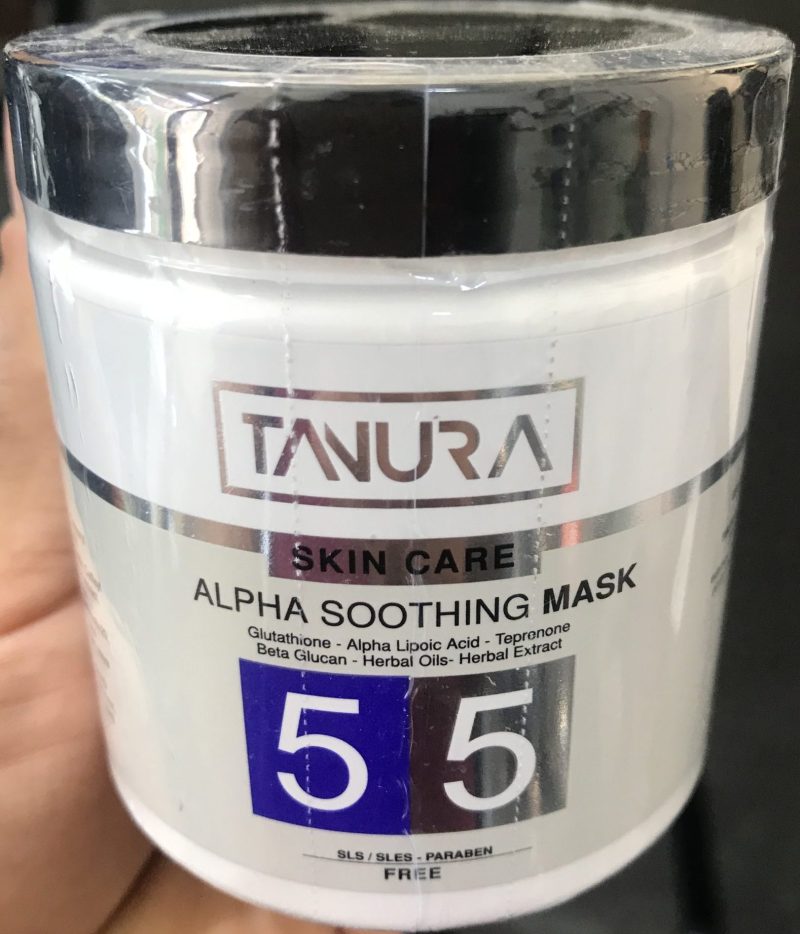 TANURA
SKIN CARE
ALPHA SOOTHING MASK
Glutathione - Alpha Lipoic Acid - Teprenone
Beta Glucan - Herbal Oils- Herbal Extract
5 5
SLS / SLES - PARABEN
FREE